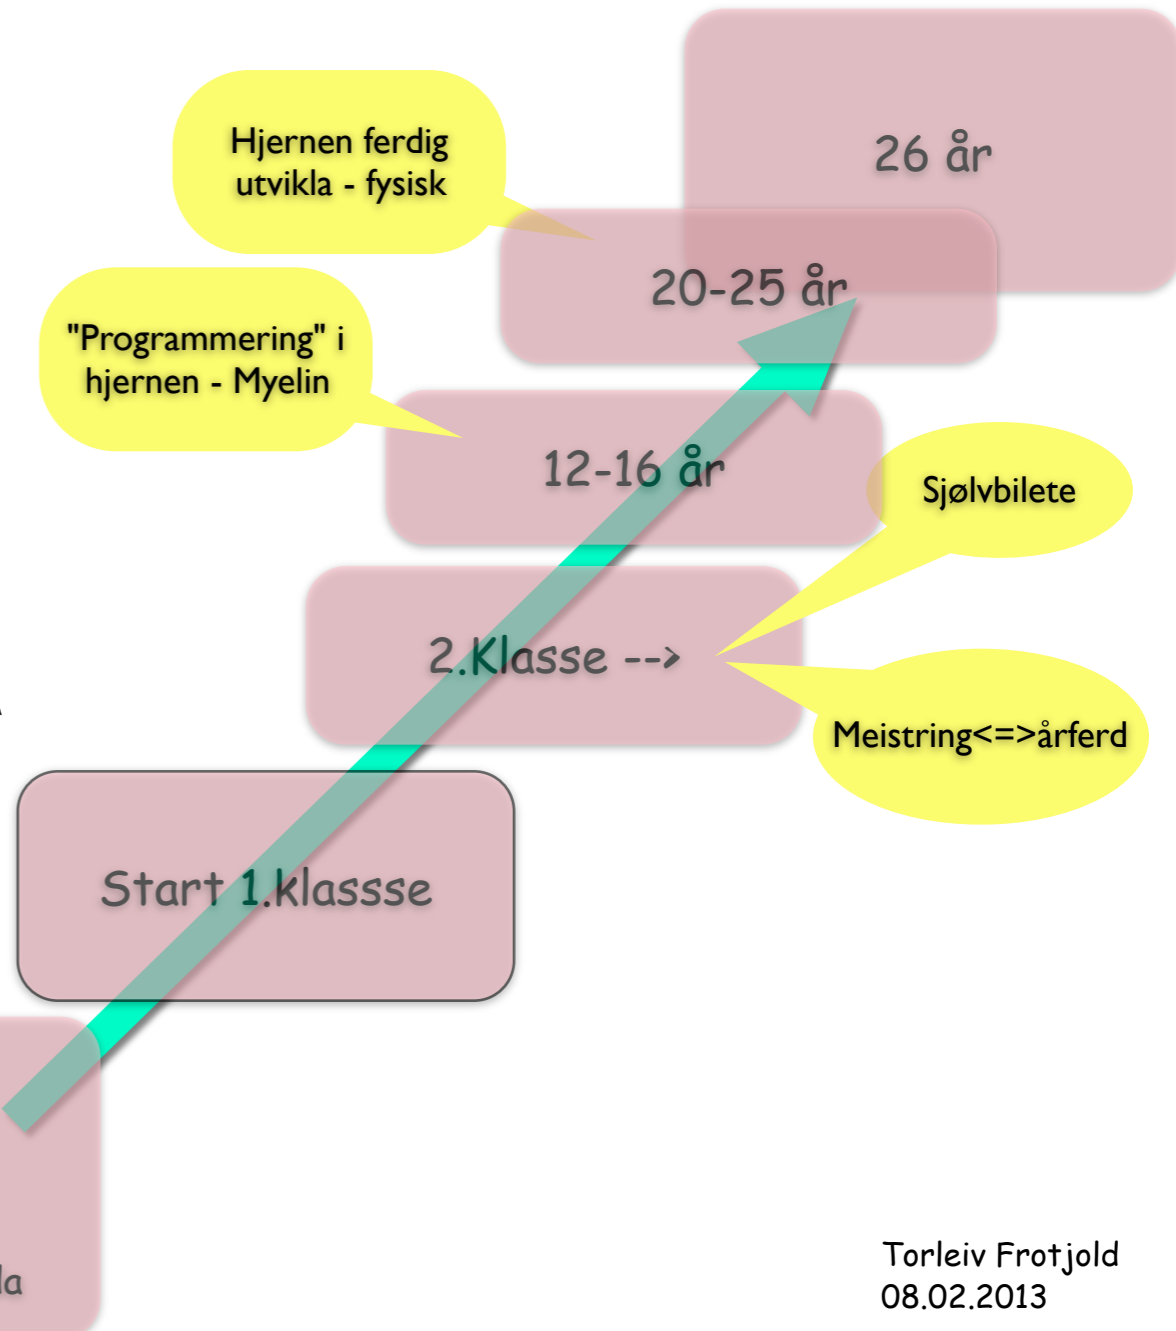 26 år
Hjernen ferdig
utvikla - fysisk
20-25 år
"Programmering" i
hjernen - Myelin
12-16 år
Sjølvbilete
2.Klasse -->
Meistring<=>årferd
Start 1.klassse
Torleiv Frotjold
08.02.2013